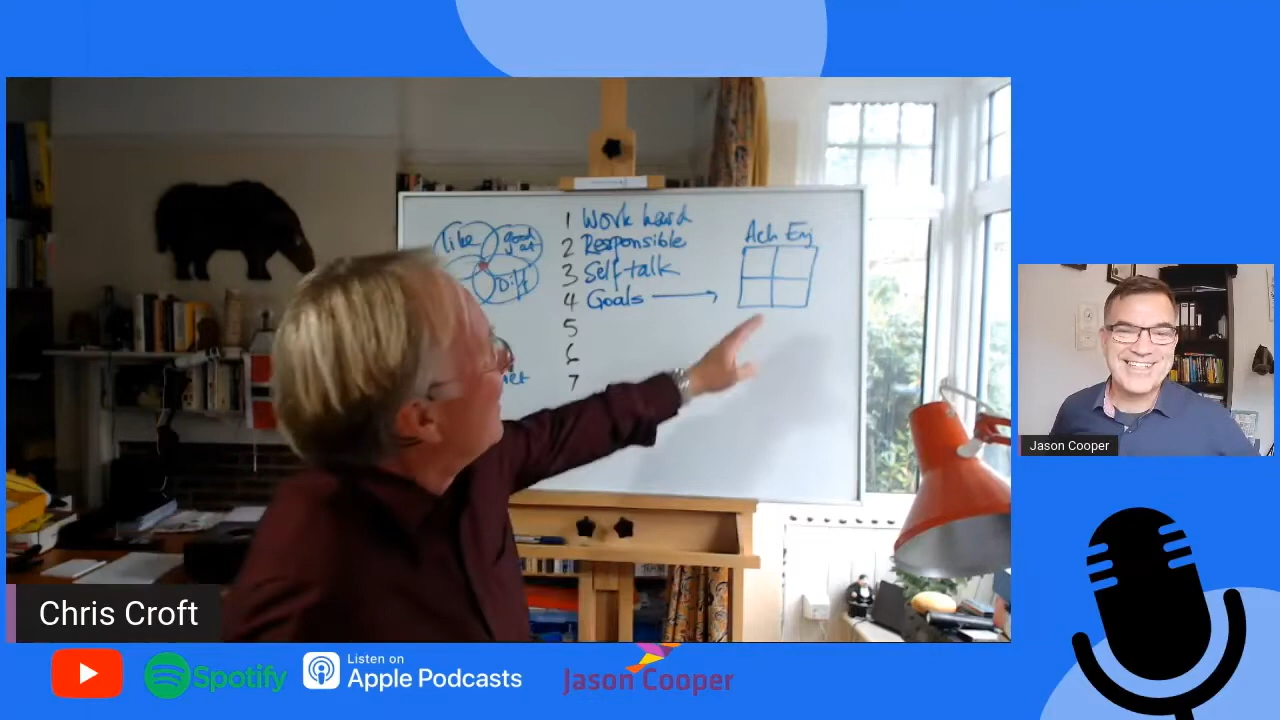 like
good
at
Diff
1 Work hard
2 Responsible
3 Self talk
4 Goals
5
6
7
Ach Enj
Jason Cooper
Chris Croft
Spotify
Listen on
Apple Podcasts
Jason Cooper